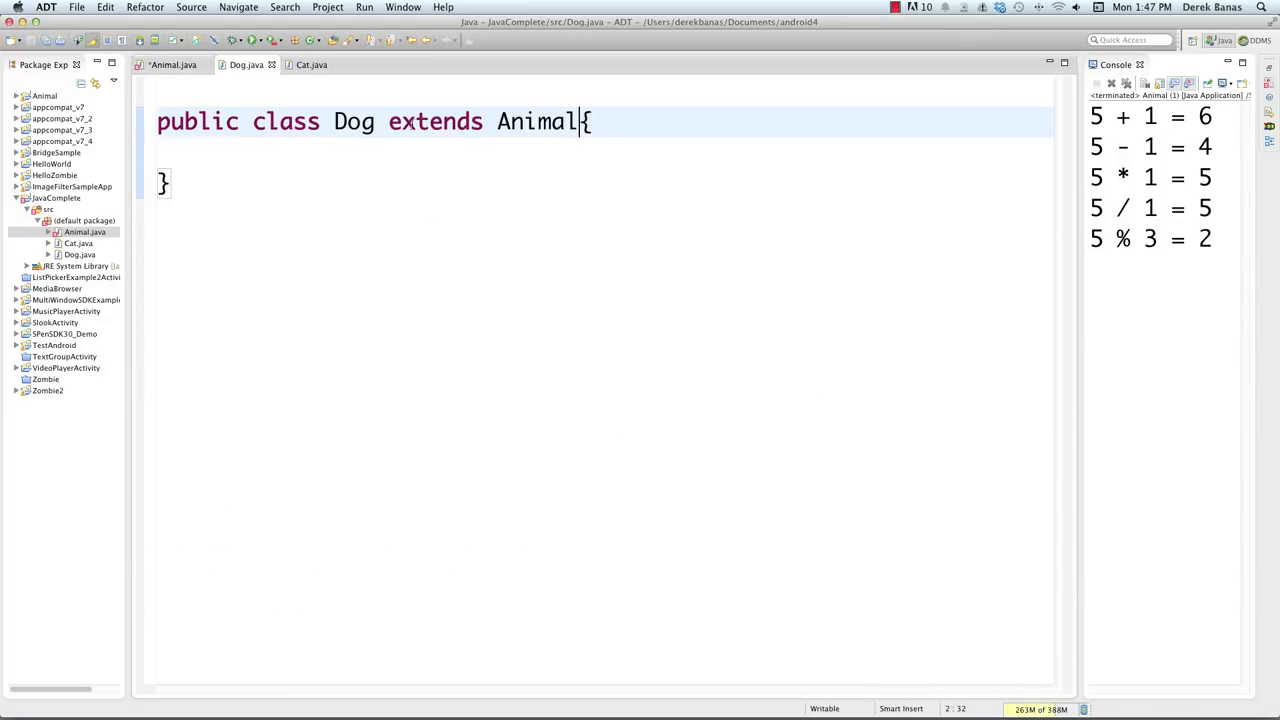 ADT File Edit Refactor Source Navigate Search Project Run Window Help 10 Mon 1:47 PM Derek Banas
Java - JavaComplete/src/Dog.java - ADT - /Users/derekbanas/Documents/android4
Quick Access Java DDMS
Package Exp
*Animal.java Dog.java Cat.java
Console
<terminated> Animal (1) [Java Application] /S
Animal
appcompat_v7
appcompat_v7_2
appcompat_v7_3
appcompat_v7_4
BridgeSample
HelloWorld
HelloZombie
ImageFilterSampleApp
JavaComplete
src
(default package)
Animal.java
Cat.java
Dog.java
JRE System Library [Ja
ListPickerExample2Activi
MediaBrowser
MultiWindowSDKExample
MusicPlayerActivity
SlookActivity
SPenSDK30_Demo
TestAndroid
TextGroupActivity
VideoPlayerActivity
Zombie
Zombie2
public class Dog extends Animal{
}
5 + 1 = 6
5 - 1 = 4
5 * 1 = 5
5 / 1 = 5
5 % 3 = 2
Writable Smart Insert 2 : 32 263M of 388M